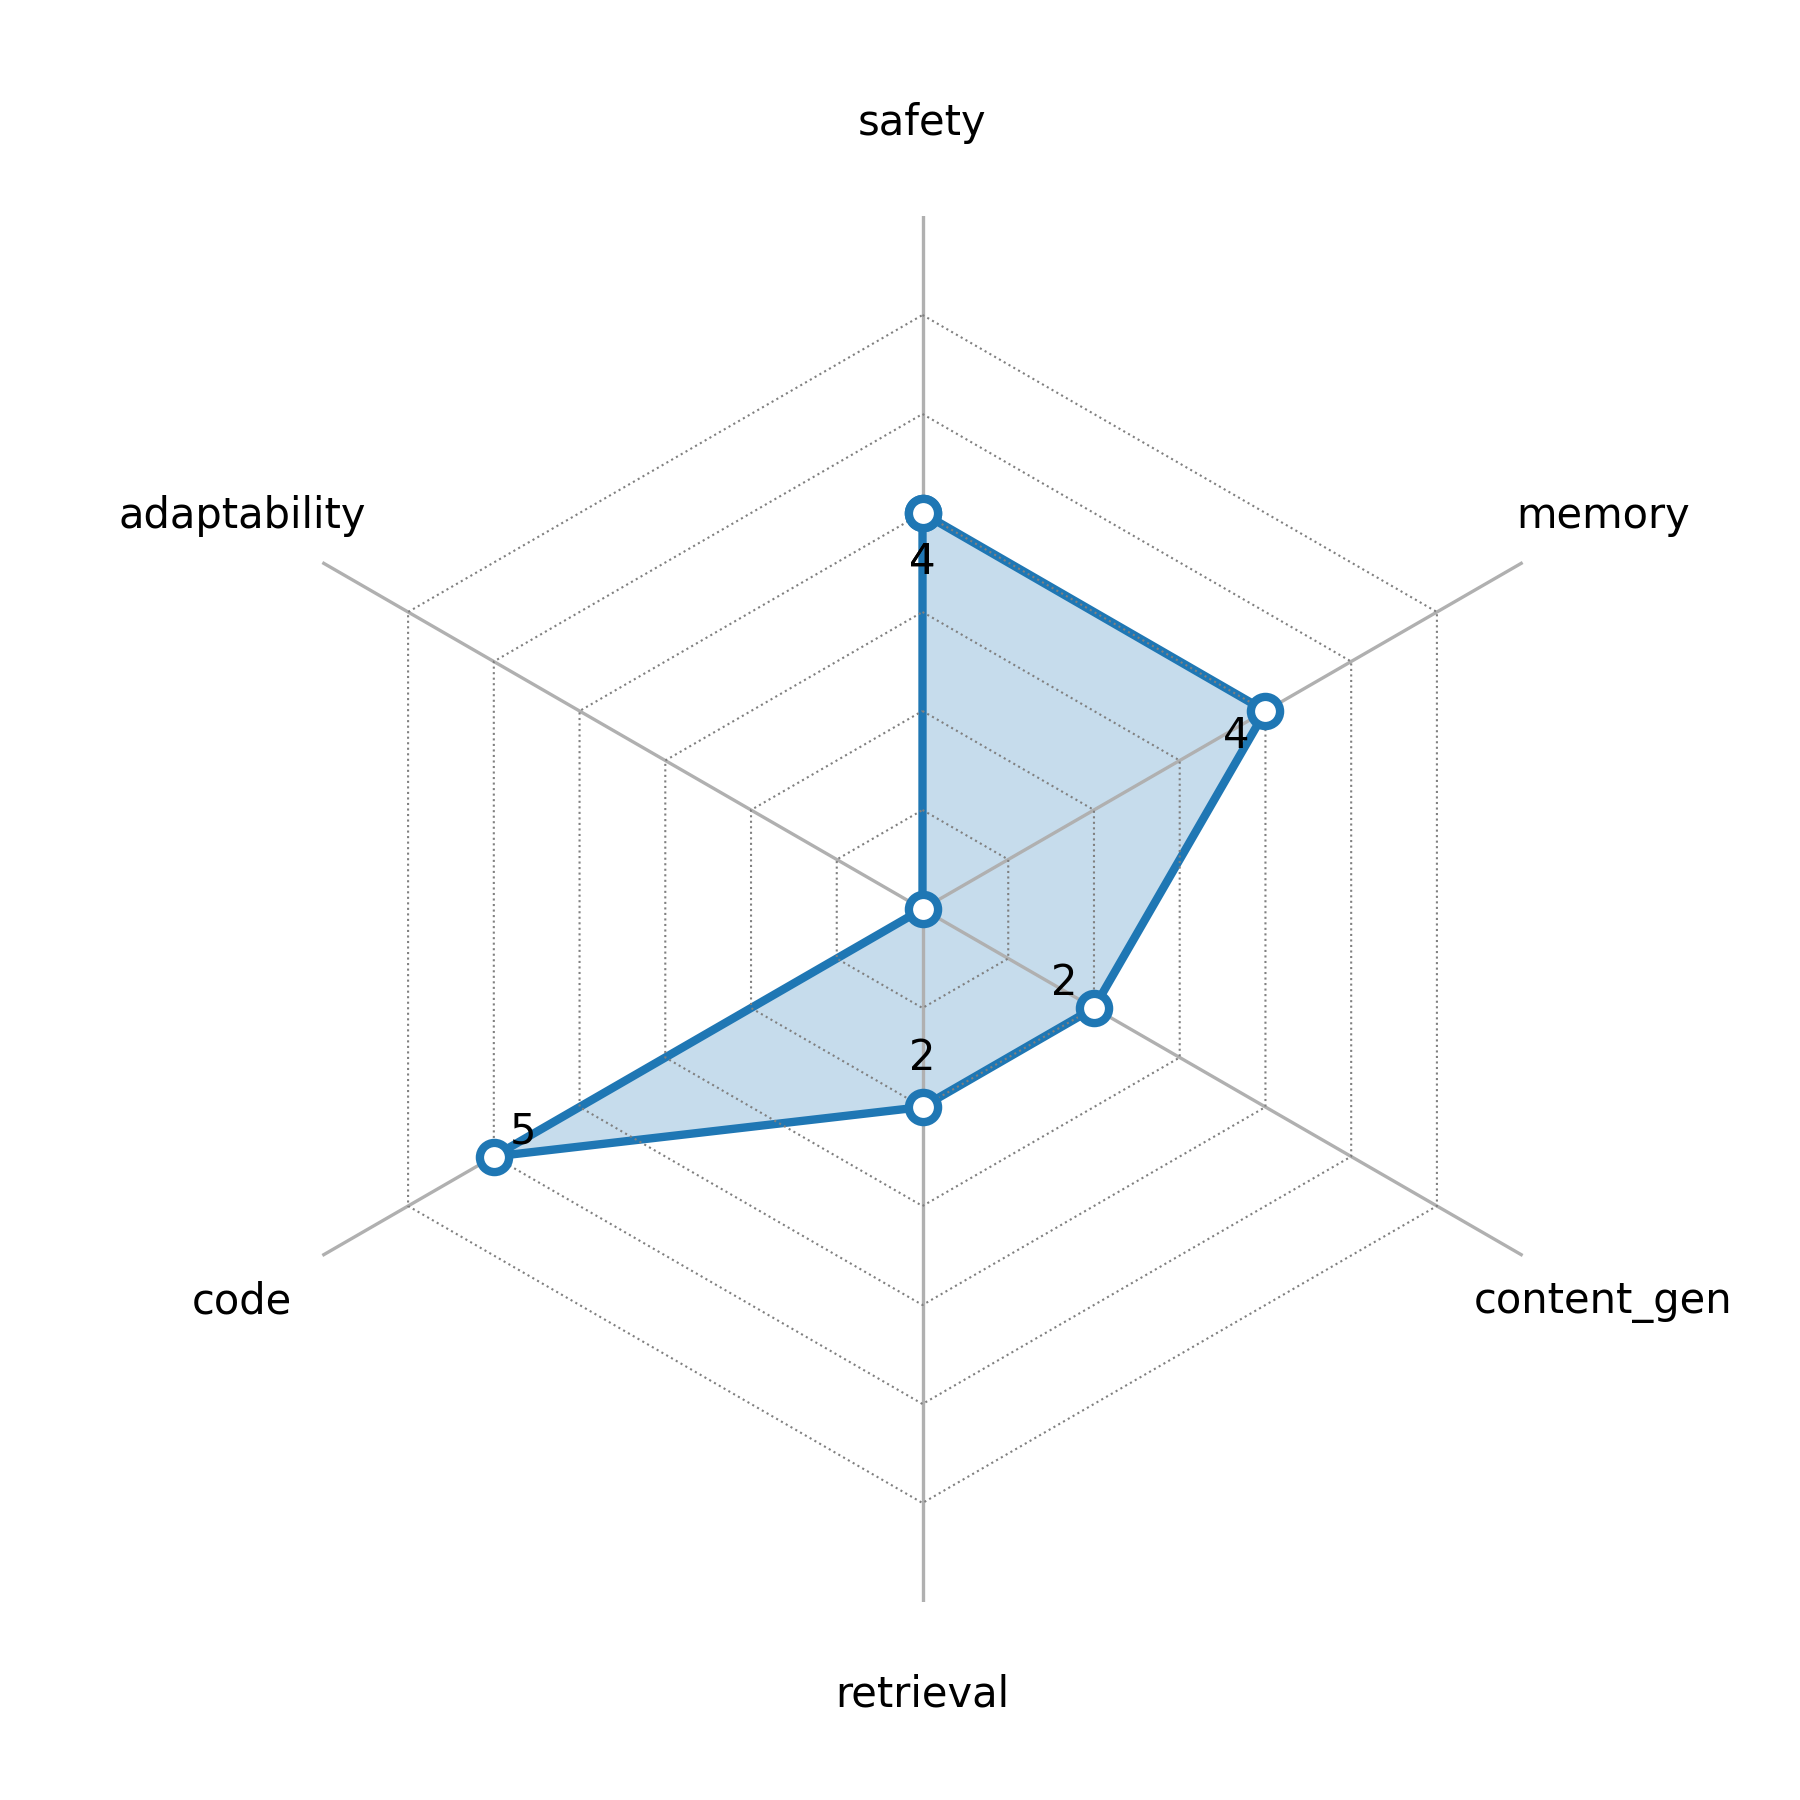 safety
adaptability
memory
4
4
2
2
5
code
content_gen
retrieval